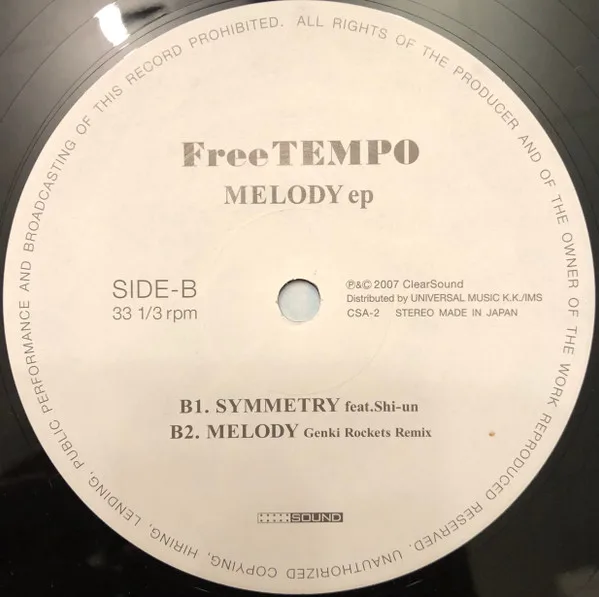 ALL RIGHTS OF THE PRODUCER AND OF THE OWNER OF THE WORK REPRODUCED RESERVED. UNAUTHORIZED COPYING, HIRING, LENDING, PUBLIC PERFORMANCE AND BROADCASTING OF THIS RECORD PROHIBITED.
FreeTEMPO
MELODY ep
SIDE-B
33 1/3 rpm
℗&© 2007 ClearSound
Distributed by UNIVERSAL MUSIC K.K./IMS
CSA-2 STEREO MADE IN JAPAN
B1. SYMMETRY feat.Shi-un
B2. MELODY Genki Rockets Remix
SOUND